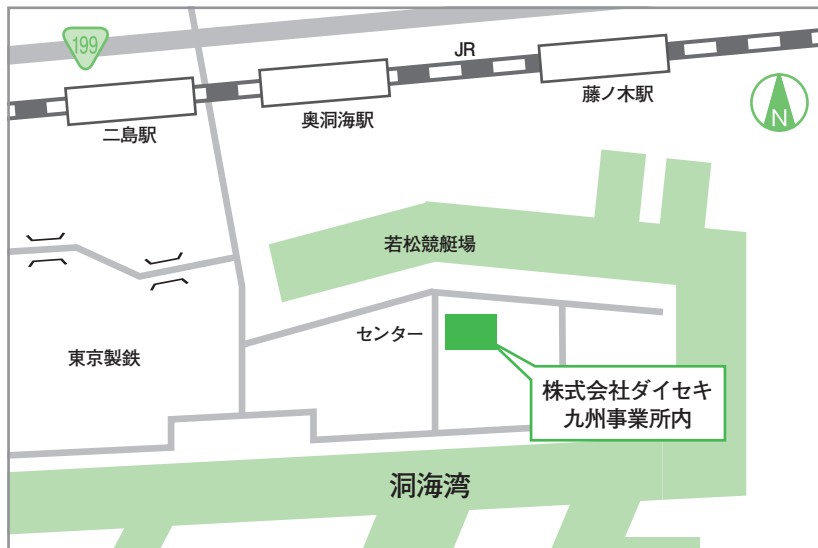 199
JR
二島駅
奥洞海駅
藤ノ木駅
N
若松競艇場
センター
東京製鉄
株式会社ダイセキ
九州事業所内
洞海湾